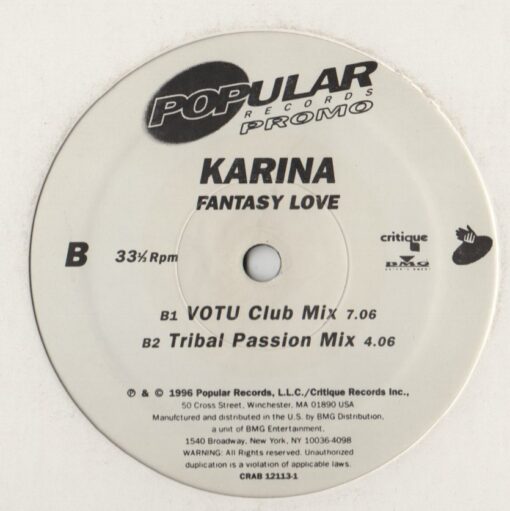 POPULAR
RECORDS
PROMO
KARINA
FANTASY LOVE
B
33⅓ Rpm
critique
BMG
ENTERTAINMENT
B1 VOTU Club Mix 7.06
B2 Tribal Passion Mix 4.06
℗ & © 1996 Popular Records, L.L.C./Critique Records Inc.,
50 Cross Street, Winchester, MA 01890 USA
Manufctured and distributed in the U.S. by BMG Distribution,
a unit of BMG Entertainment,
1540 Broadway, New York, NY 10036-4098
WARNING: All Rights reserved. Unauthorized
duplication is a violation of applicable laws.
CRAB 12113-1